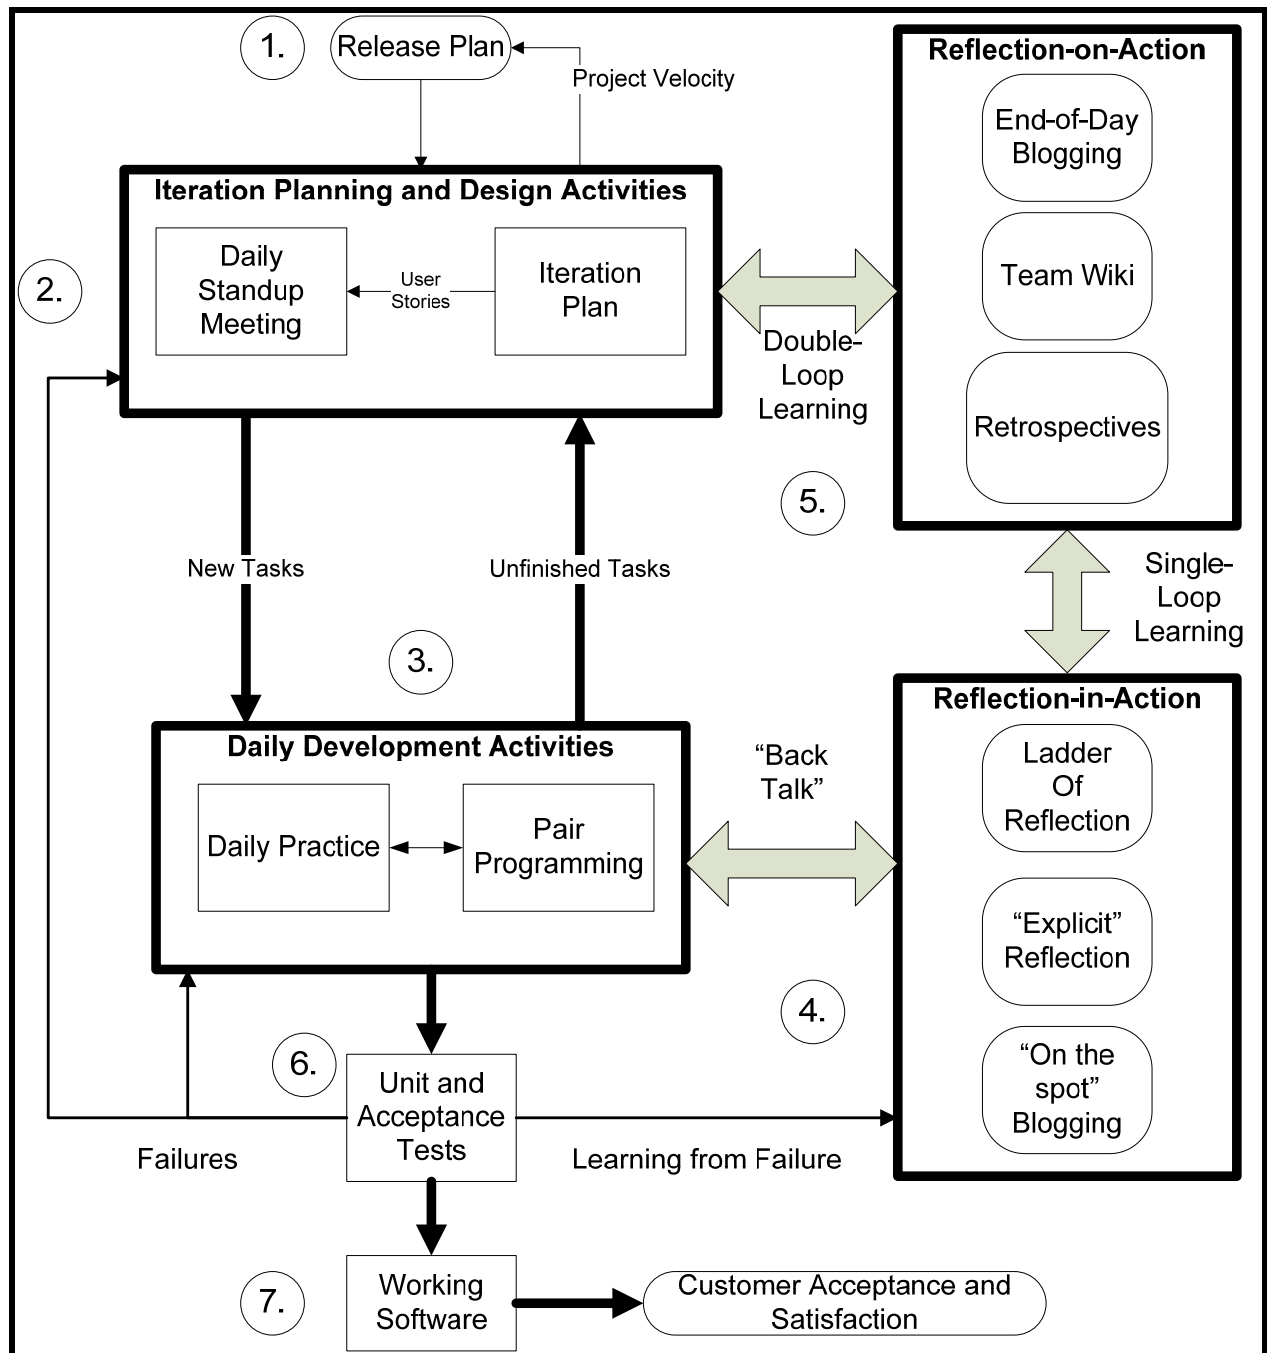 1.
Release Plan
Project Velocity
Iteration Planning and Design Activities
2.
Daily
Standup
Meeting
User
Stories
Iteration
Plan
Double-
Loop
Learning
Reflection-on-Action
End-of-Day
Blogging
Team Wiki
Retrospectives
5.
New Tasks
Unfinished Tasks
Single-
Loop
Learning
3.
Daily Development Activities
Daily Practice
Pair
Programming
“Back
Talk”
4.
Reflection-in-Action
Ladder
Of
Reflection
“Explicit”
Reflection
“On the
spot”
Blogging
6.
Unit and
Acceptance
Tests
Failures
Learning from Failure
7.
Working
Software
Customer Acceptance and
Satisfaction